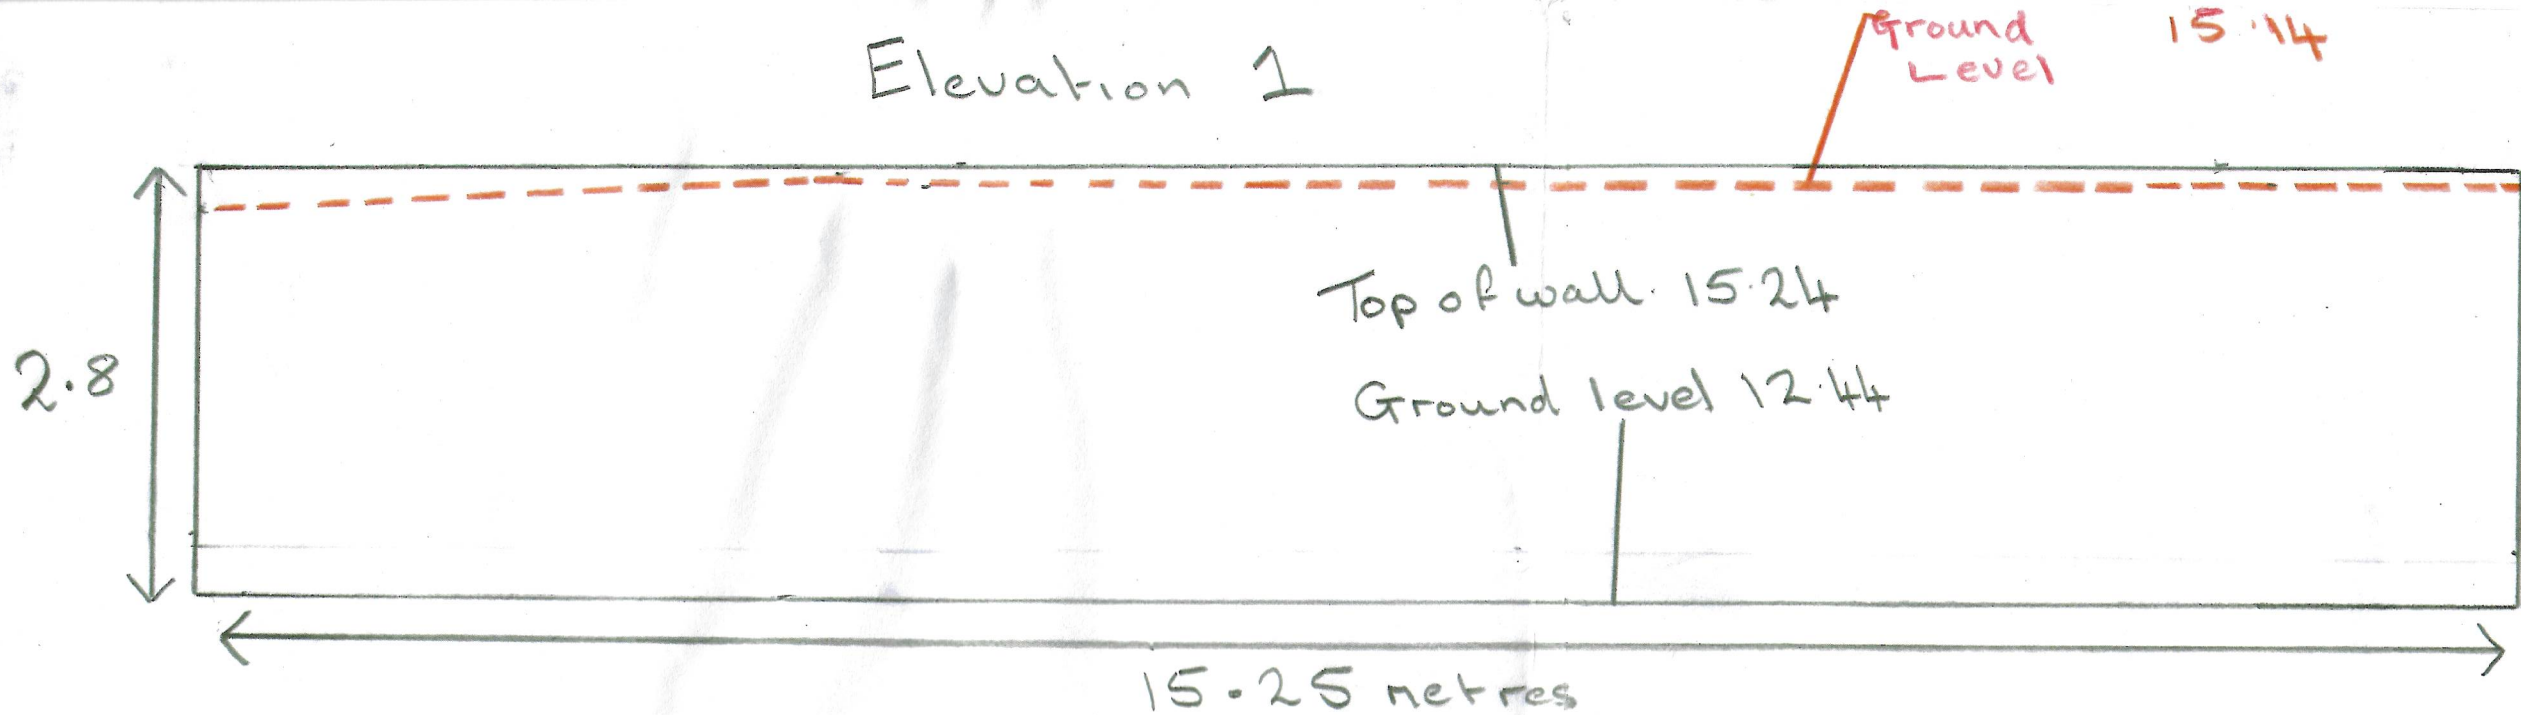 Ground 15.14
Level
Elevation 1
Top of wall. 15.24
2.8
Ground level 12.44
15.25 metres